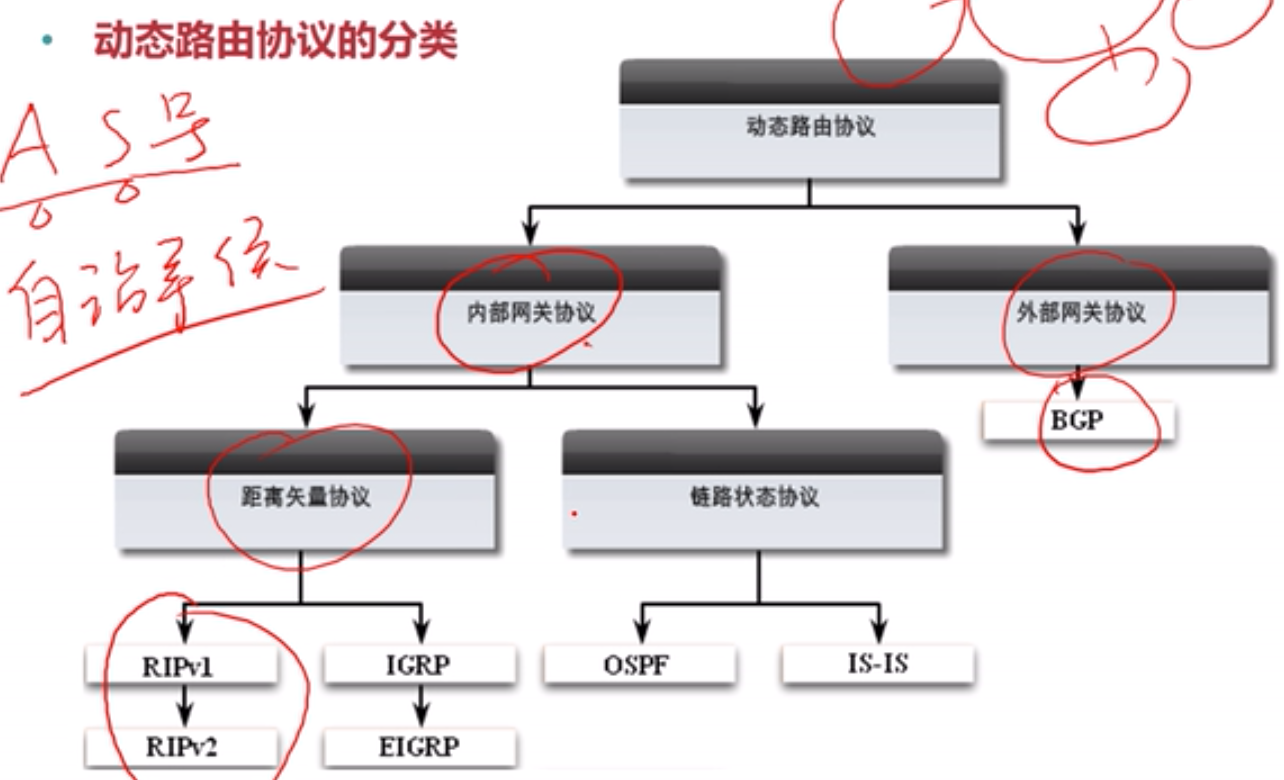 动态路由协议的分类
A S号
自治系统
动态路由协议
内部网关协议
外部网关协议
BGP
距离矢量协议
链路状态协议
RIPv1
IGRP
OSPF
IS-IS
RIPv2
EIGRP